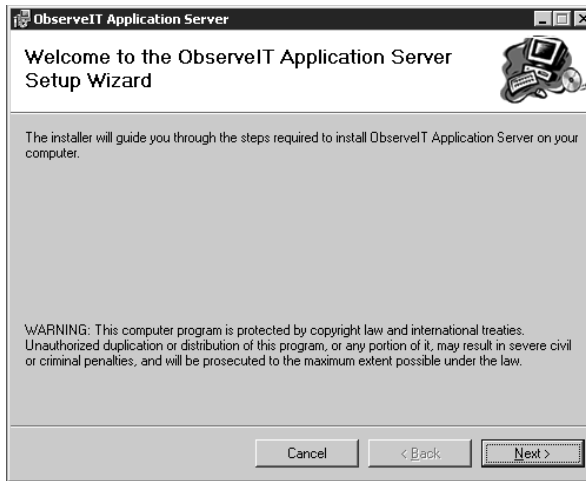 ObserveIT Application Server
Welcome to the ObserveIT Application Server
Setup Wizard
The installer will guide you through the steps required to install ObserveIT Application Server on your
computer.
WARNING: This computer program is protected by copyright law and international treaties.
Unauthorized duplication or distribution of this program, or any portion of it, may result in severe civil
or criminal penalties, and will be prosecuted to the maximum extent possible under the law.
Cancel
< Back
Next >